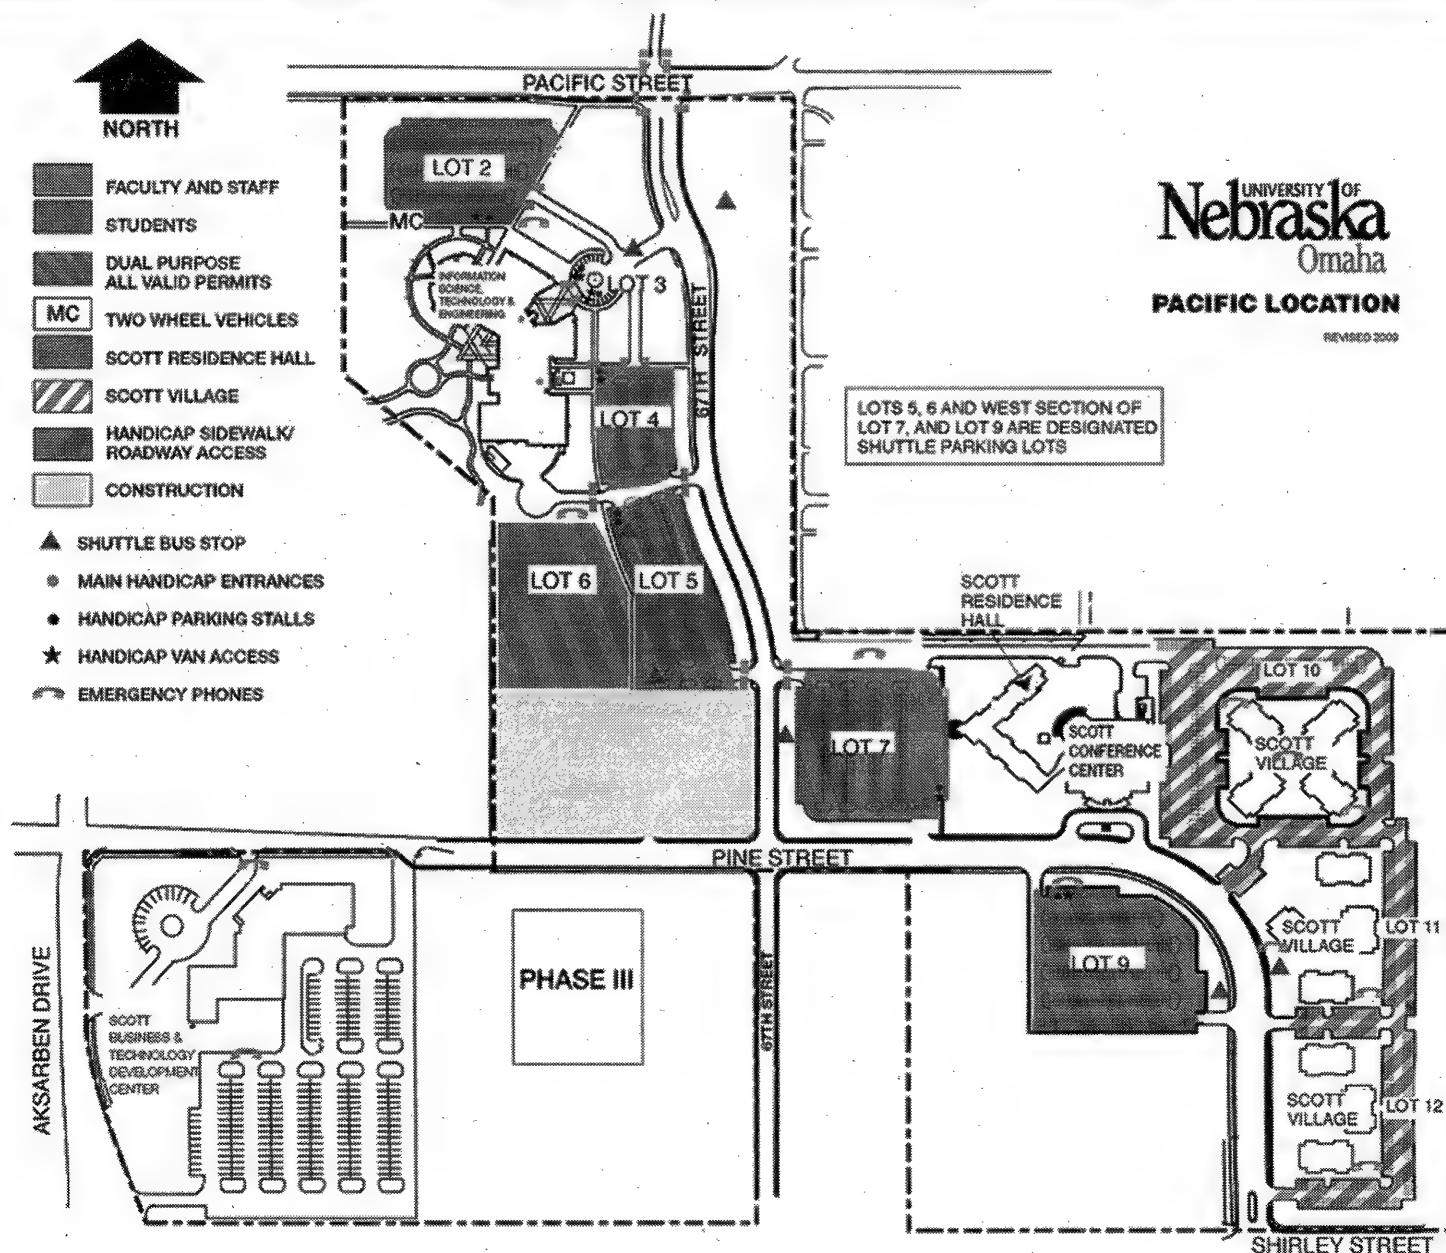 NORTH
FACULTY AND STAFF
STUDENTS
DUAL PURPOSE
ALL VALID PERMITS
MC
TWO WHEEL VEHICLES
SCOTT RESIDENCE HALL
SCOTT VILLAGE
HANDICAP SIDEWALK/
ROADWAY ACCESS
CONSTRUCTION
SHUTTLE BUS STOP
MAIN HANDICAP ENTRANCES
HANDICAP PARKING STALLS
HANDICAP VAN ACCESS
EMERGENCY PHONES
PACIFIC STREET
LOT 2
MC
INFORMATION
SCIENCE,
TECHNOLOGY &
ENGINEERING
LOT 3
67TH STREET
LOT 4
LOT 6
LOT 5
UNIVERSITY OF
Nebraska
Omaha
PACIFIC LOCATION
REVISED 2009
LOTS 5, 6 AND WEST SECTION OF
LOT 7, AND LOT 9 ARE DESIGNATED
SHUTTLE PARKING LOTS
SCOTT
RESIDENCE
HALL
LOT 7
SCOTT
CONFERENCE
CENTER
LOT 10
SCOTT
VILLAGE
PINE STREET
AKSARBEN DRIVE
SCOTT
BUSINESS &
TECHNOLOGY
DEVELOPMENT
CENTER
PHASE III
67TH STREET
LOT 9
SCOTT
VILLAGE
LOT 11
SCOTT
VILLAGE
LOT 12
SHIRLEY STREET